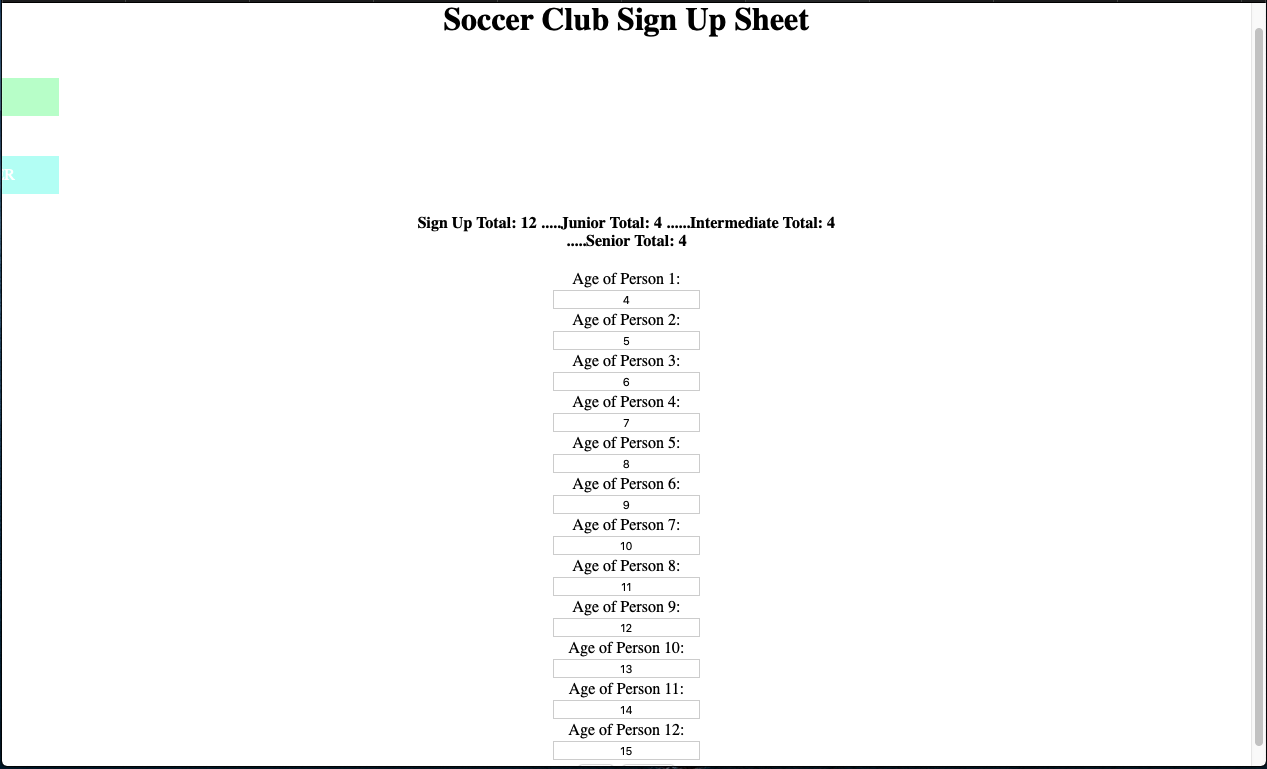 Soccer Club Sign Up Sheet
R
Sign Up Total: 12 .....Junior Total: 4 ......Intermediate Total: 4
.....Senior Total: 4
Age of Person 1:
4
Age of Person 2:
5
Age of Person 3:
6
Age of Person 4:
7
Age of Person 5:
8
Age of Person 6:
9
Age of Person 7:
10
Age of Person 8:
11
Age of Person 9:
12
Age of Person 10:
13
Age of Person 11:
14
Age of Person 12:
15